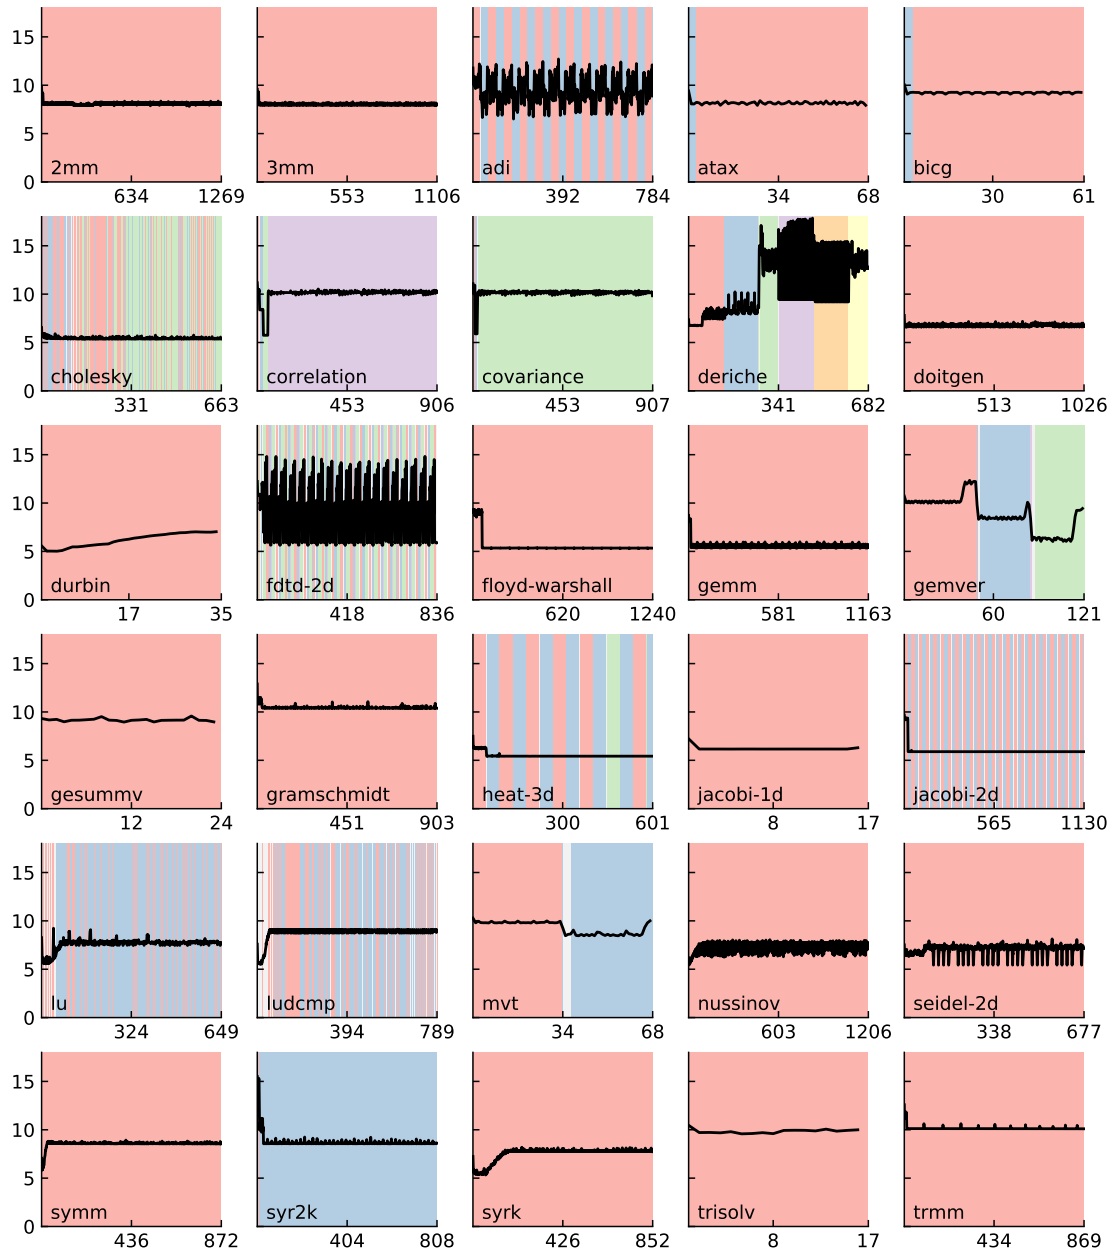 15
10
5
0
2mm
634 1269
3mm
553 1106
adi
392 784
atax
34 68
bicg
30 61
15
10
5
0
cholesky
331 663
correlation
453 906
covariance
453 907
deriche
341 682
doitgen
513 1026
15
10
5
0
durbin
17 35
fdtd-2d
418 836
floyd-warshall
620 1240
gemm
581 1163
gemver
60 121
15
10
5
0
gesummv
12 24
gramschmidt
451 903
heat-3d
300 601
jacobi-1d
8 17
jacobi-2d
565 1130
15
10
5
0
lu
324 649
ludcmp
394 789
mvt
34 68
nussinov
603 1206
seidel-2d
338 677
15
10
5
0
symm
436 872
syr2k
404 808
syrk
426 852
trisolv
8 17
trmm
434 869